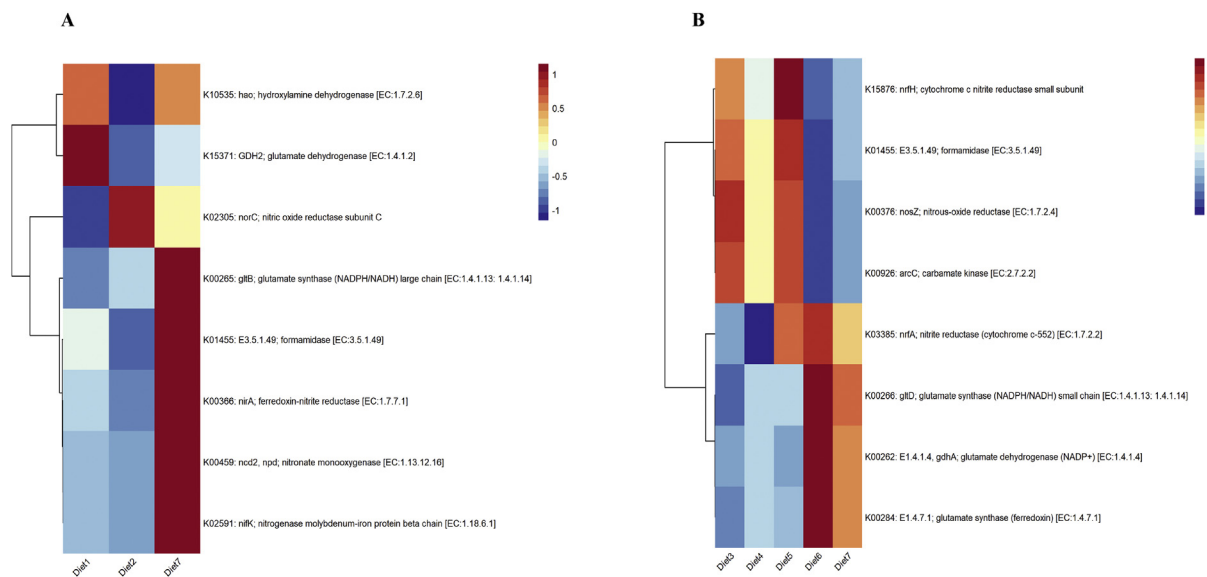 A
1
0.5
0
-0.5
-1
K10535: hao; hydroxylamine dehydrogenase [EC:1.7.2.6]
K15371: GDH2; glutamate dehydrogenase [EC:1.4.1.2]
K02305: norC; nitric oxide reductase subunit C
K00265: gltB; glutamate synthase (NADPH/NADH) large chain [EC:1.4.1.13: 1.4.1.14]
K01455: E3.5.1.49; formamidase [EC:3.5.1.49]
K00366: nirA; ferredoxin-nitrite reductase [EC:1.7.7.1]
K00459: ncd2, npd; nitronate monooxygenase [EC:1.13.12.16]
K02591: nifK; nitrogenase molybdenum-iron protein beta chain [EC:1.18.6.1]
Diet1
Diet2
Diet7
B
K15876: nrfH; cytochrome c nitrite reductase small subunit
K01455: E3.5.1.49; formamidase [EC:3.5.1.49]
K00376: nosZ; nitrous-oxide reductase [EC:1.7.2.4]
K00926: arcC; carbamate kinase [EC:2.7.2.2]
K03385: nrfA; nitrite reductase (cytochrome c-552) [EC:1.7.2.2]
K00266: gltD; glutamate synthase (NADPH/NADH) small chain [EC:1.4.1.13: 1.4.1.14]
K00262: E1.4.1.4, gdhA; glutamate dehydrogenase (NADP+) [EC:1.4.1.4]
K00284: E1.4.7.1; glutamate synthase (ferredoxin) [EC:1.4.7.1]
Diet3
Diet4
Diet5
Diet6
Diet7